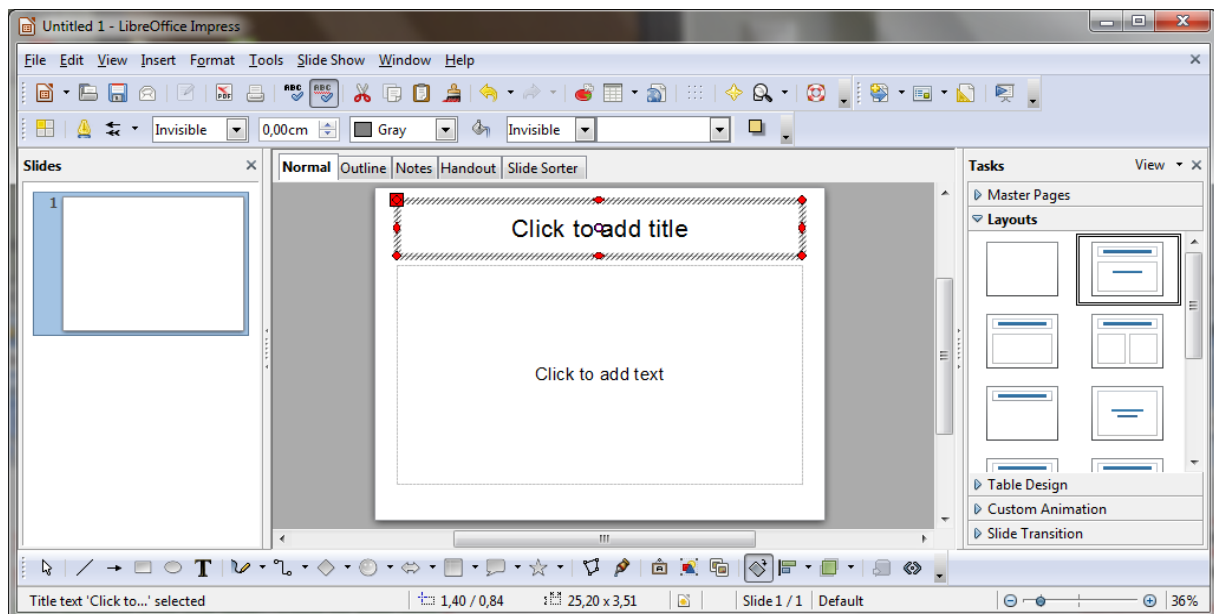 Untitled 1 - LibreOffice Impress
File Edit View Insert Format Tools Slide Show Window Help
PDF ABC ABC
Invisible 0,00cm Gray Invisible
Slides
Normal Outline Notes Handout Slide Sorter
Tasks View
1
Master Pages
Layouts
Click to add title
Click to add text
Table Design
Custom Animation
Slide Transition
T
Title text 'Click to...' selected 1,40 / 0,84 25,20 x 3,51 Slide 1 / 1 Default 36%